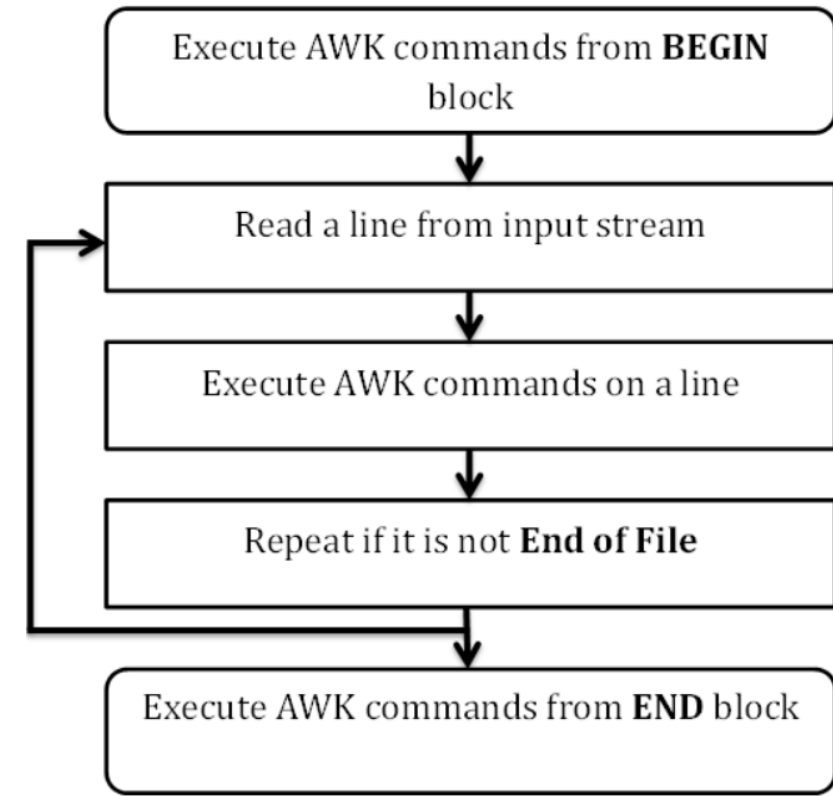 Execute AWK commands from BEGIN
block
Read a line from input stream
Execute AWK commands on a line
Repeat if it is not End of File
Execute AWK commands from END block